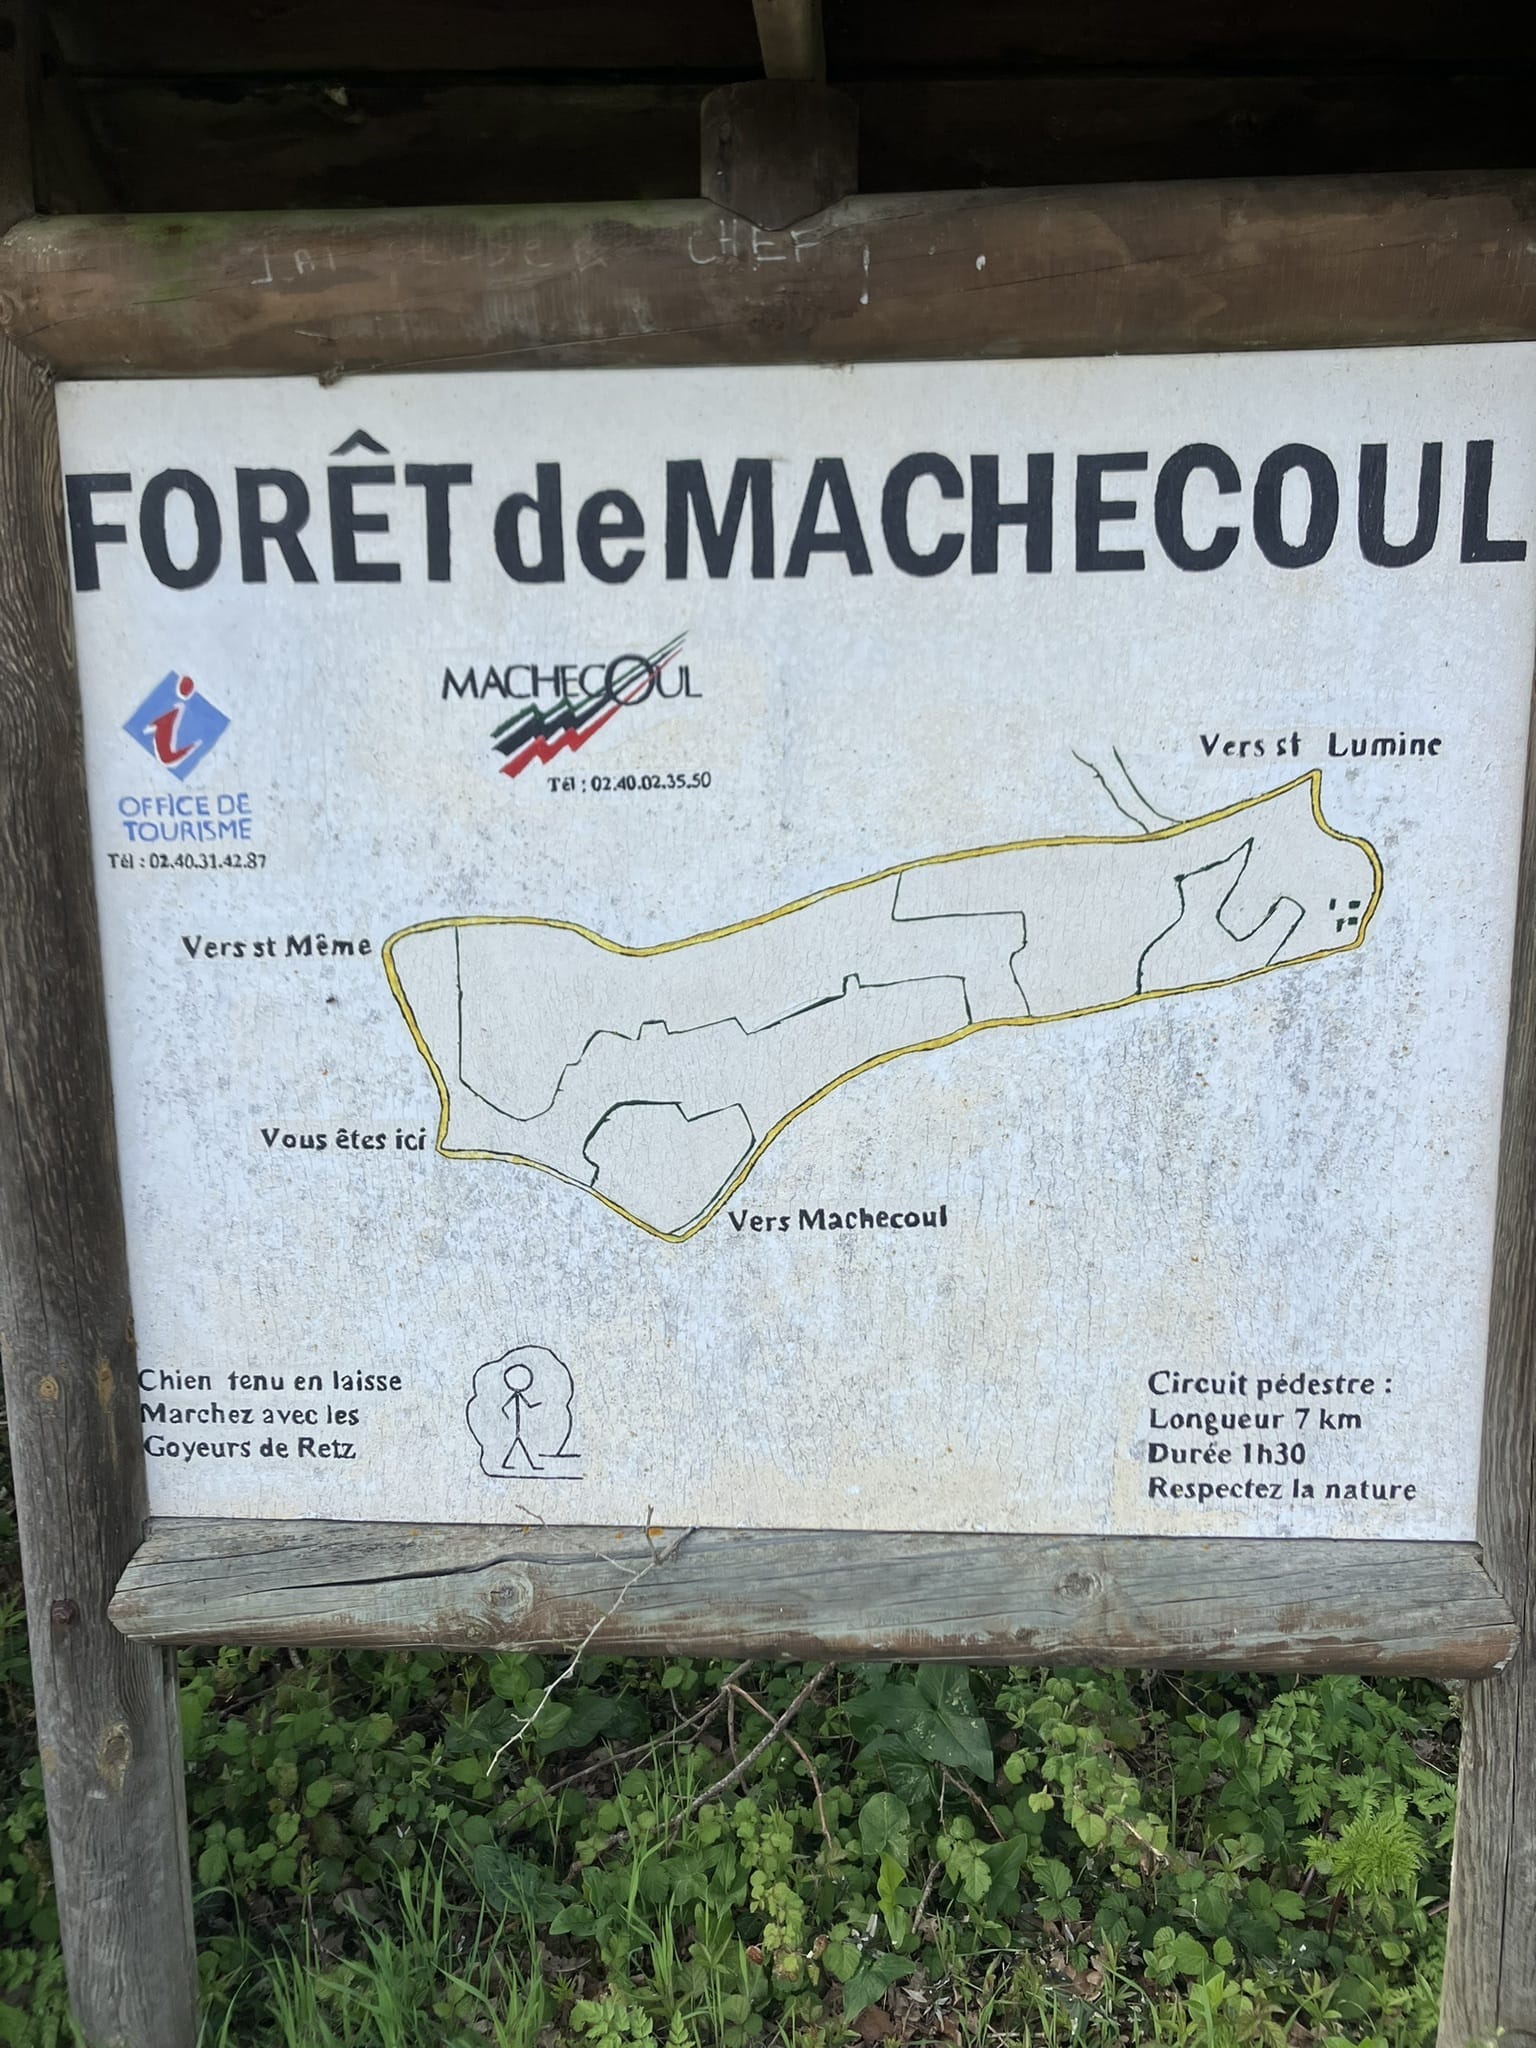 CHEF
FORÊT de MACHECOUL
MACHECOUL
Tél : 02.40.02.35.50
i
OFFICE DE
TOURISME
Tél : 02.40.31.42.87
Vers st Lumine
Vers st Même
Vous êtes ici
Vers Machecoul
Chien tenu en laisse
Marchez avec les
Goyeurs de Retz
Circuit pédestre :
Longueur 7 km
Durée 1h30
Respectez la nature